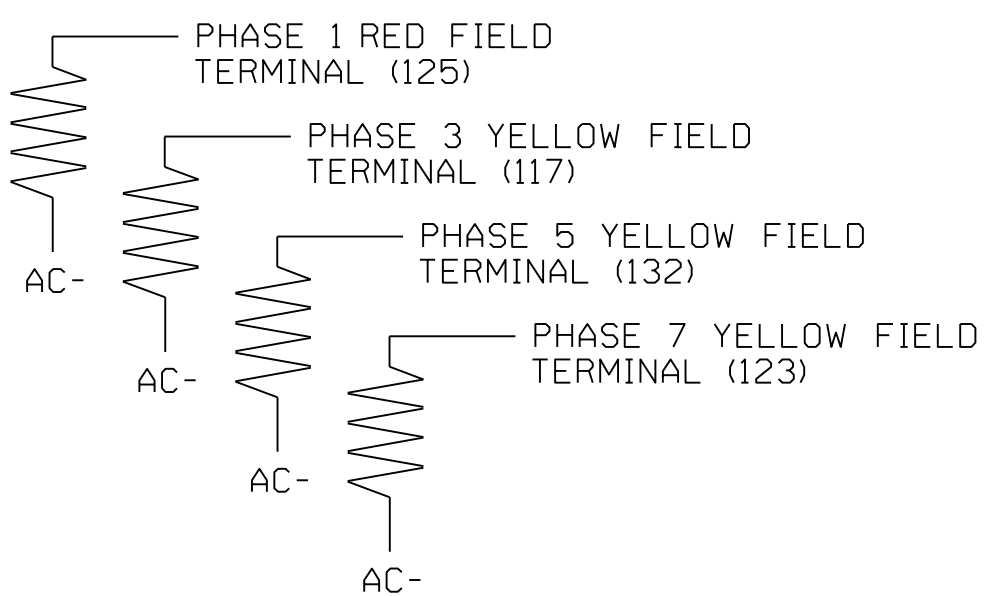 PHASE 1 RED FIELD
TERMINAL (125)
PHASE 3 YELLOW FIELD
TERMINAL (117)
PHASE 5 YELLOW FIELD
TERMINAL (132)
PHASE 7 YELLOW FIELD
TERMINAL (123)
AC-
AC-
AC-
AC-